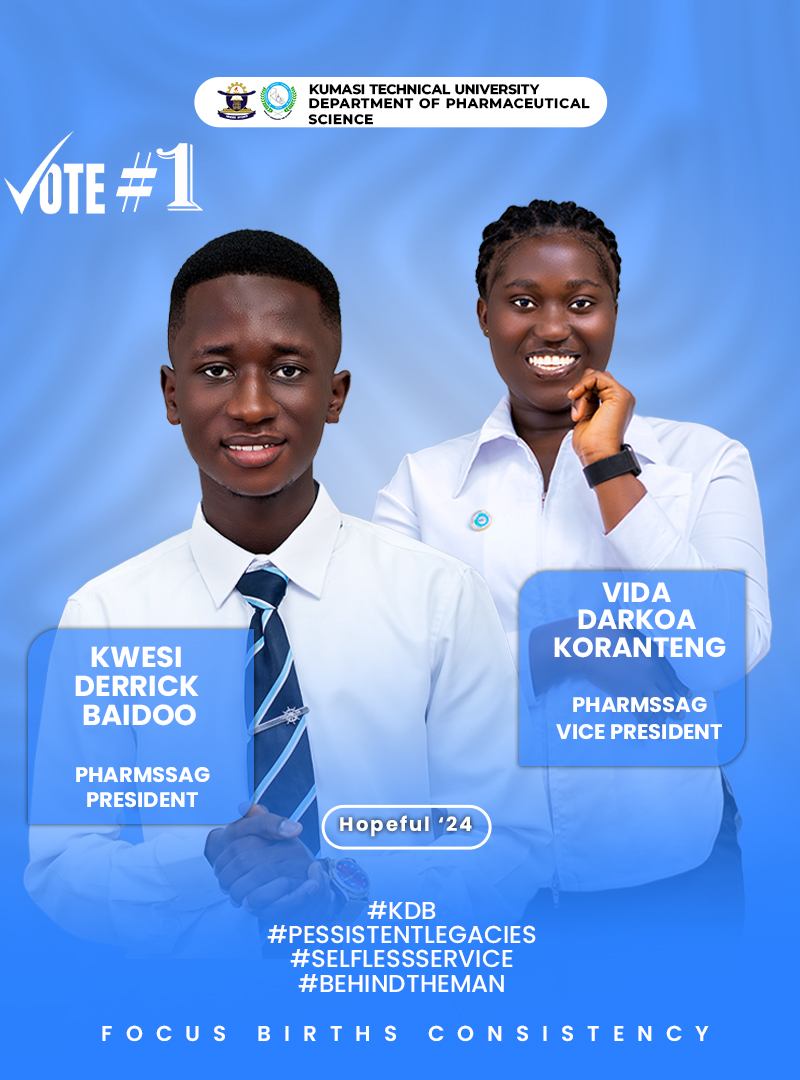 KUMASI TECHNICAL UNIVERSITY
DEPARTMENT OF PHARMACEUTICAL
SCIENCE
VOTE #1
VIDA
DARKOA
KORANTENG
PHARMSSAG
VICE PRESIDENT
KWESI
DERRICK
BAIDOO
PHARMSSAG
PRESIDENT
Hopeful ‘24
#KDB
#PESSISTENTLEGACIES
#SELFLESSSERVICE
#BEHINDTHEMAN
FOCUS BIRTHS CONSISTENCY